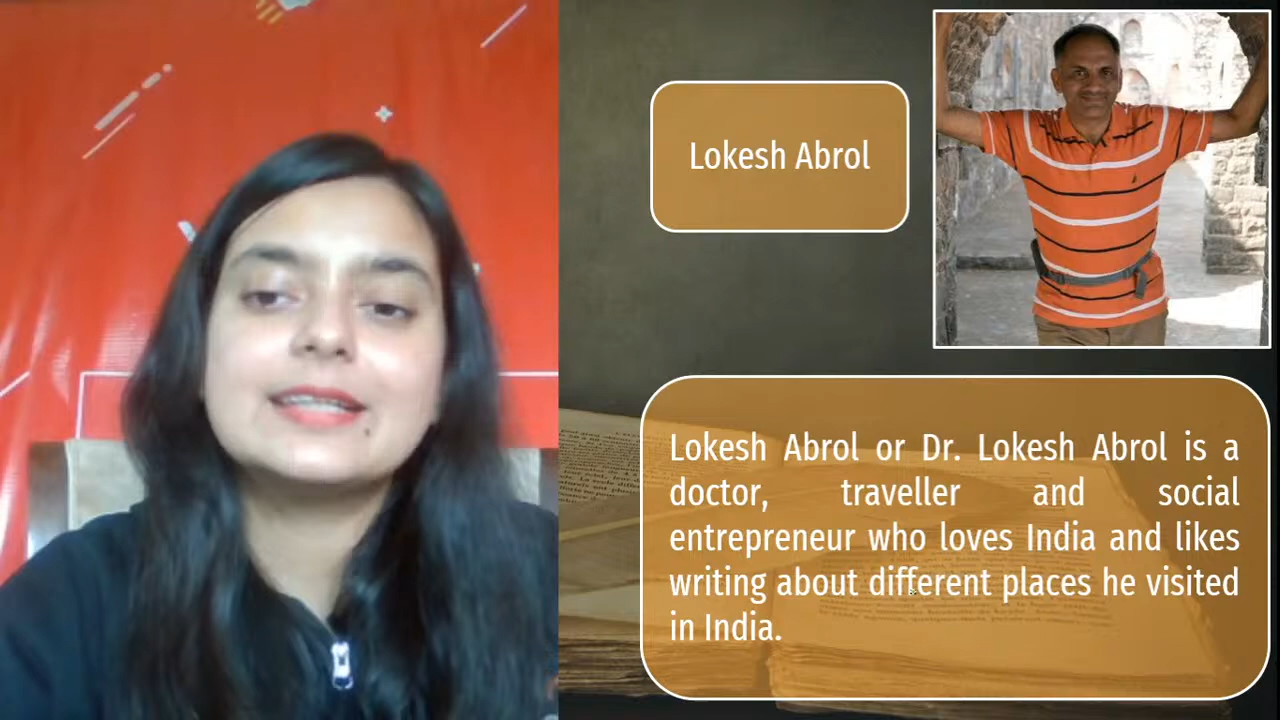 Lokesh Abrol
Lokesh Abrol or Dr. Lokesh Abrol is a
doctor, traveller and social
entrepreneur who loves India and likes
writing about different places he visited
in India.